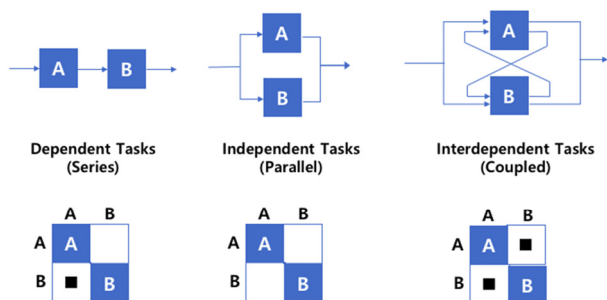 A B
A
B
A
B
Dependent Tasks
(Series)
Independent Tasks
(Parallel)
Interdependent Tasks
(Coupled)
A B
A A
B B
A B
A A
B B
A B
A A
B B